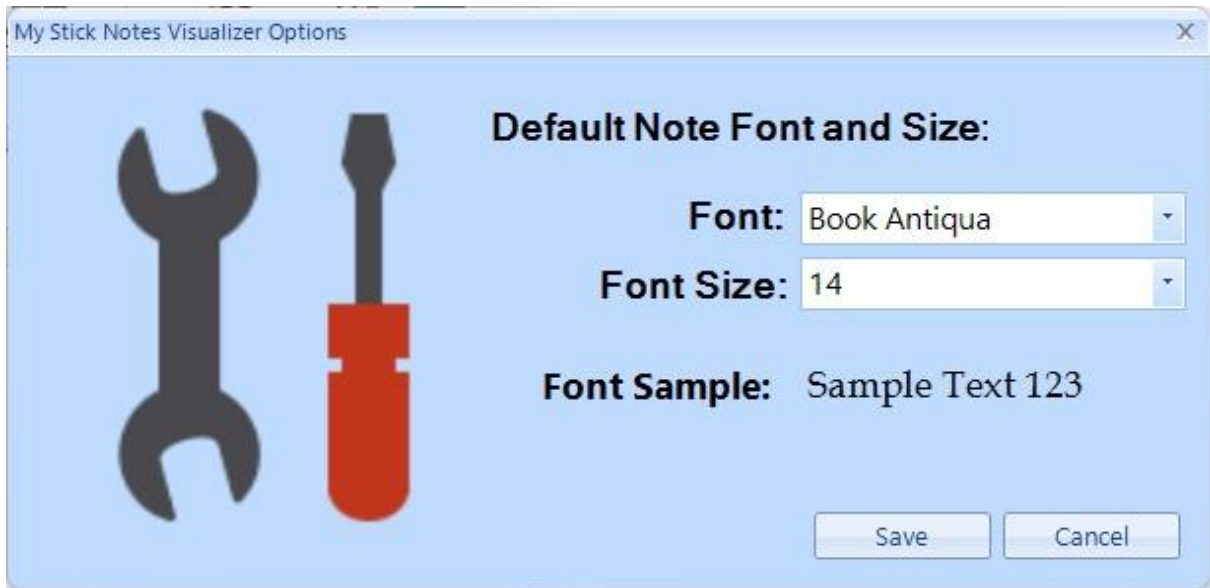 My Stick Notes Visualizer Options
Default Note Font and Size:
Font: Book Antiqua
Font Size: 14
Font Sample: Sample Text 123
Save Cancel